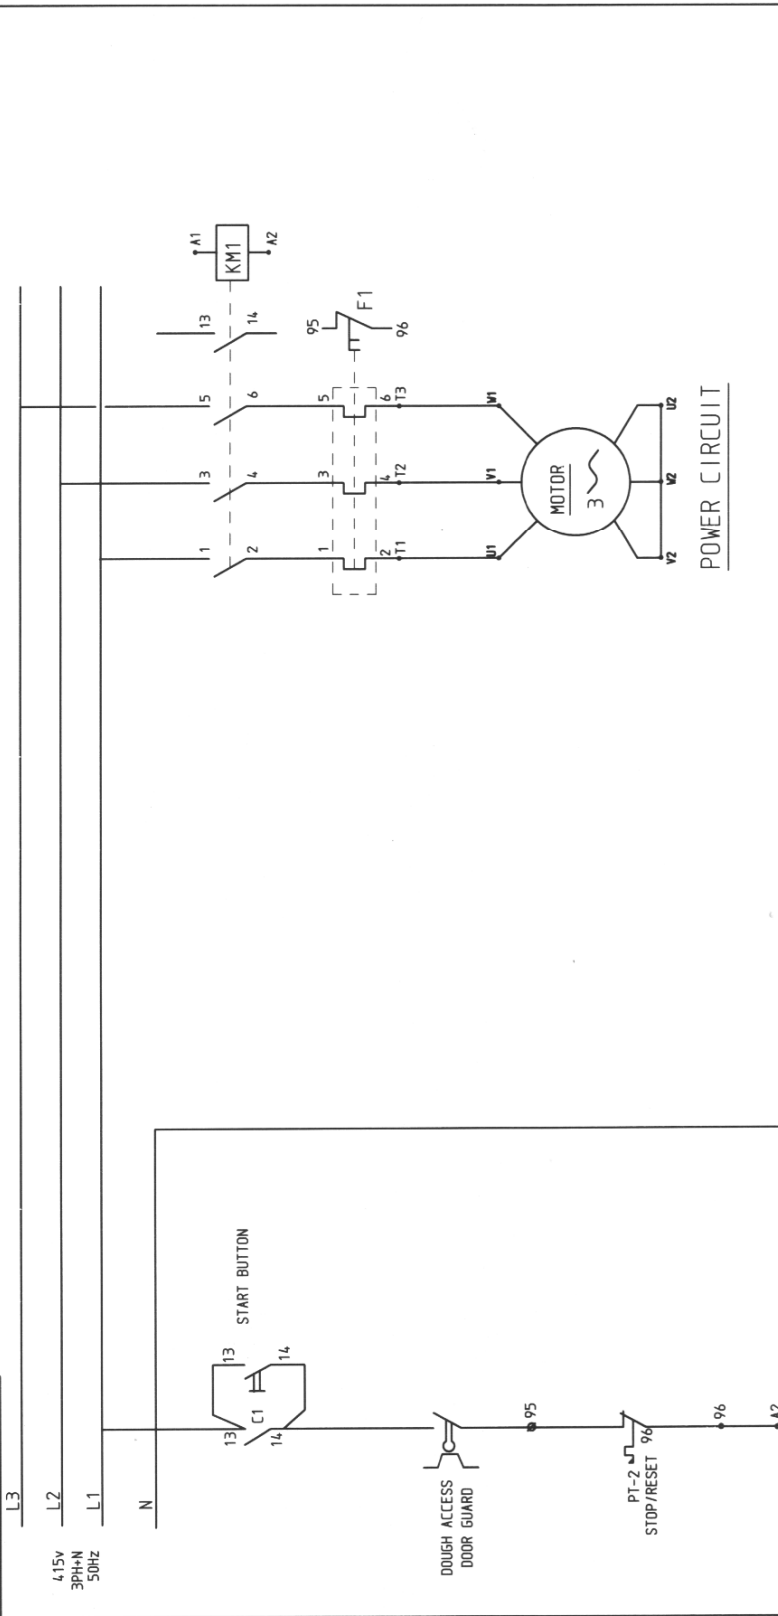 L3
L2
L1
N
415v
3PH+N
50Hz
13
14
C1
13
14
START BUTTON
DOUGH ACCESS
DOOR GUARD
95
PT-2
STOP/RESET
96
96
A2
1
3
5
13
A1
KM1
2
4
6
14
A2
1
3
5
95
F1
2
4
6
96
T1
T2
T3
U1
V1
W1
MOTOR
3
V2
W2
U2
POWER CIRCUIT